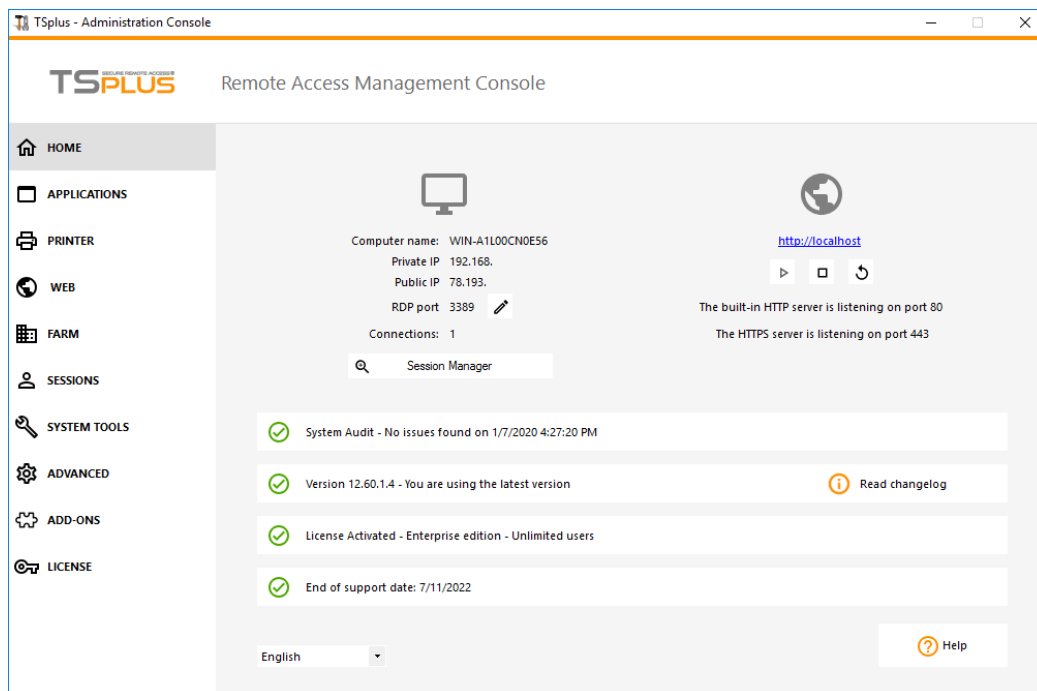 TSplus - Administration Console
TSPLUS SECURE REMOTE ACCESS
Remote Access Management Console
HOME
APPLICATIONS
PRINTER
WEB
FARM
SESSIONS
SYSTEM TOOLS
ADVANCED
ADD-ONS
LICENSE
Computer name: WIN-A1L00CN0E56
Private IP 192.168.
Public IP 78.193.
RDP port 3389
Connections: 1
Session Manager
http://localhost
The built-in HTTP server is listening on port 80
The HTTPS server is listening on port 443
System Audit - No issues found on 1/7/2020 4:27:20 PM
Version 12.60.1.4 - You are using the latest version
Read changelog
License Activated - Enterprise edition - Unlimited users
End of support date: 7/11/2022
English
Help